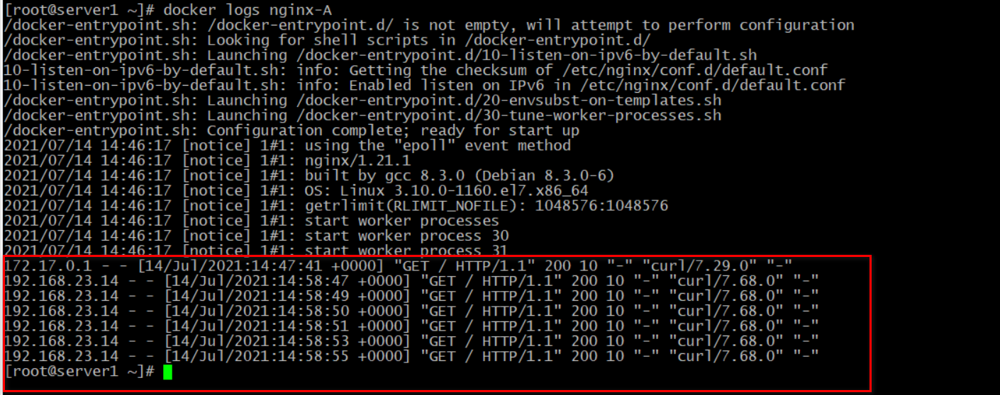 [root@server1 ~]# docker logs nginx-A
/docker-entrypoint.sh: /docker-entrypoint.d/ is not empty, will attempt to perform configuration
/docker-entrypoint.sh: Looking for shell scripts in /docker-entrypoint.d/
/docker-entrypoint.sh: Launching /docker-entrypoint.d/10-listen-on-ipv6-by-default.sh
10-listen-on-ipv6-by-default.sh: info: Getting the checksum of /etc/nginx/conf.d/default.conf
10-listen-on-ipv6-by-default.sh: info: Enabled listen on IPv6 in /etc/nginx/conf.d/default.conf
/docker-entrypoint.sh: Launching /docker-entrypoint.d/20-envsubst-on-templates.sh
/docker-entrypoint.sh: Launching /docker-entrypoint.d/30-tune-worker-processes.sh
/docker-entrypoint.sh: Configuration complete; ready for start up
2021/07/14 14:46:17 [notice] 1#1: using the "epoll" event method
2021/07/14 14:46:17 [notice] 1#1: nginx/1.21.1
2021/07/14 14:46:17 [notice] 1#1: built by gcc 8.3.0 (Debian 8.3.0-6)
2021/07/14 14:46:17 [notice] 1#1: OS: Linux 3.10.0-1160.el7.x86_64
2021/07/14 14:46:17 [notice] 1#1: getrlimit(RLIMIT_NOFILE): 1048576:1048576
2021/07/14 14:46:17 [notice] 1#1: start worker processes
2021/07/14 14:46:17 [notice] 1#1: start worker process 30
2021/07/14 14:46:17 [notice] 1#1: start worker process 31
172.17.0.1 - - [14/Jul/2021:14:47:41 +0000] "GET / HTTP/1.1" 200 10 "-" "curl/7.29.0" "-"
192.168.23.14 - - [14/Jul/2021:14:58:47 +0000] "GET / HTTP/1.1" 200 10 "-" "curl/7.68.0" "-"
192.168.23.14 - - [14/Jul/2021:14:58:49 +0000] "GET / HTTP/1.1" 200 10 "-" "curl/7.68.0" "-"
192.168.23.14 - - [14/Jul/2021:14:58:50 +0000] "GET / HTTP/1.1" 200 10 "-" "curl/7.68.0" "-"
192.168.23.14 - - [14/Jul/2021:14:58:51 +0000] "GET / HTTP/1.1" 200 10 "-" "curl/7.68.0" "-"
192.168.23.14 - - [14/Jul/2021:14:58:53 +0000] "GET / HTTP/1.1" 200 10 "-" "curl/7.68.0" "-"
192.168.23.14 - - [14/Jul/2021:14:58:55 +0000] "GET / HTTP/1.1" 200 10 "-" "curl/7.68.0" "-"
[root@server1 ~]#